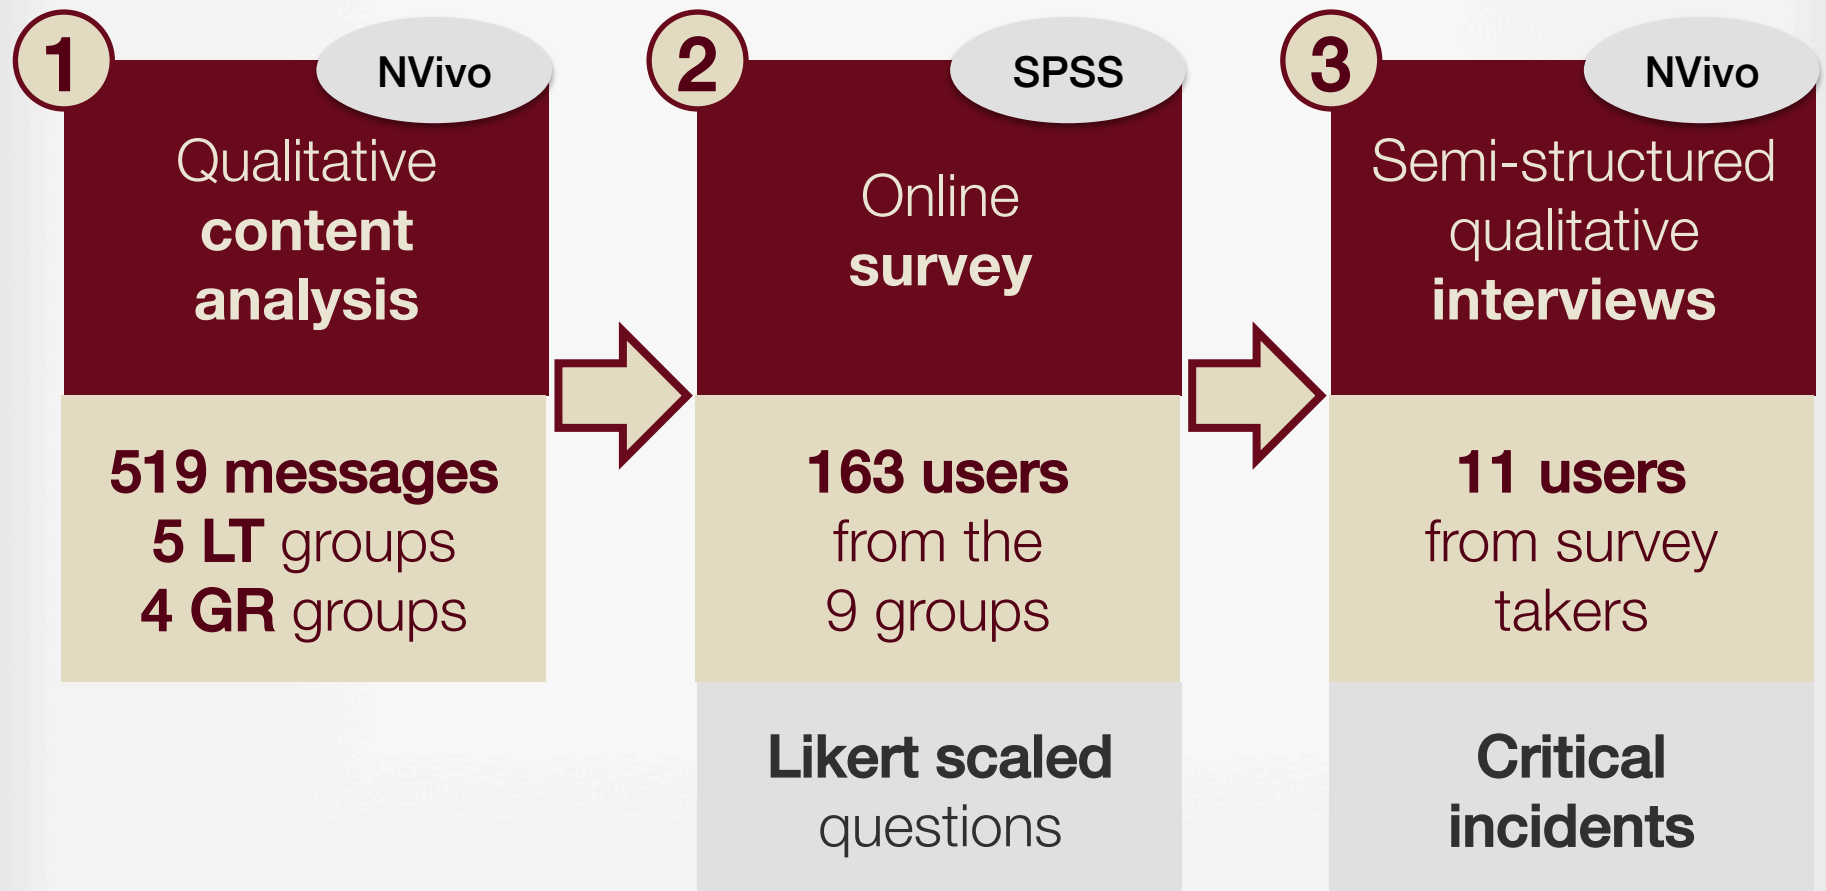 1
NVivo
Qualitative
content
analysis
519 messages
5 LT groups
4 GR groups
2
SPSS
Online
survey
163 users
from the
9 groups
Likert scaled
questions
3
NVivo
Semi-structured
qualitative
interviews
11 users
from survey
takers
Critical
incidents